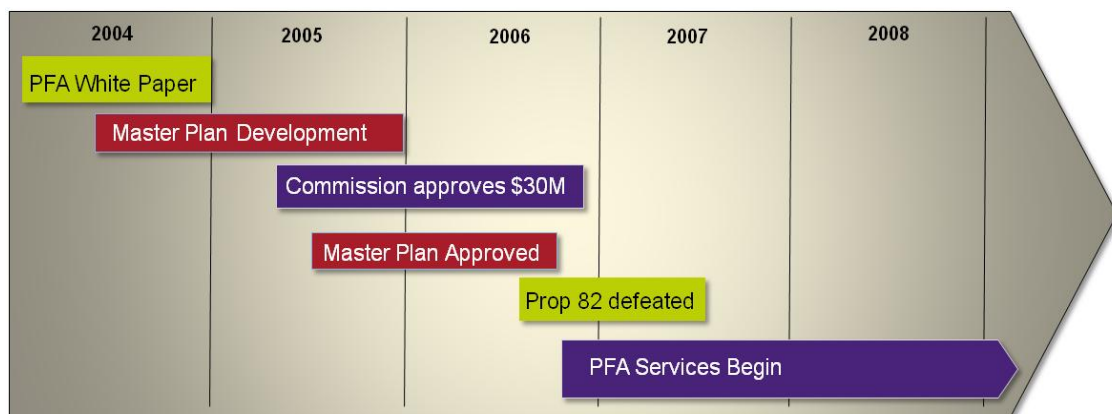 2004 2005 2006 2007 2008
PFA White Paper
Master Plan Development
Commission approves $30M
Master Plan Approved
Prop 82 defeated
PFA Services Begin